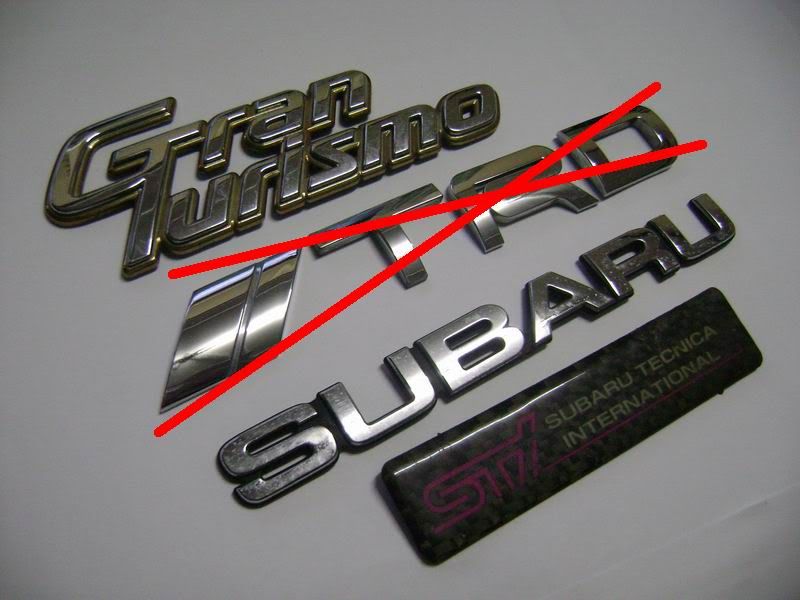 Gran
Turismo
TRD
SUBARU
STI SUBARU TECNICA
INTERNATIONAL